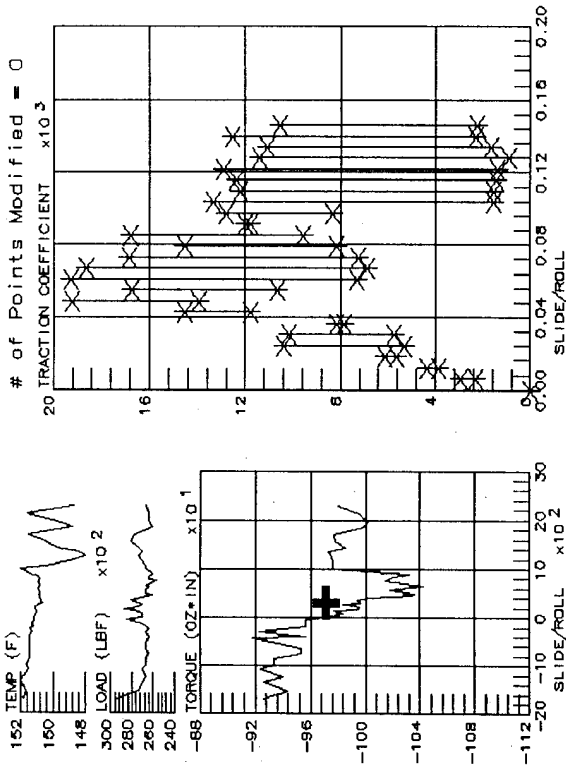 # of Points Modified = 0
TRACTION COEFFICIENT x10 3
20
16
12
8
4
0
0.00 0.04 0.08 0.12 0.16 0.20
SLIDE/ROLL
TEMP (F)
152
150
148
LOAD (LBF) x10 2
300
280
260
240
TORQUE (OZ*IN) x10 1
-88
-92
-96
-100
-104
-108
-112
-20 -10 0 10 20 30
SLIDE/ROLL x10 2